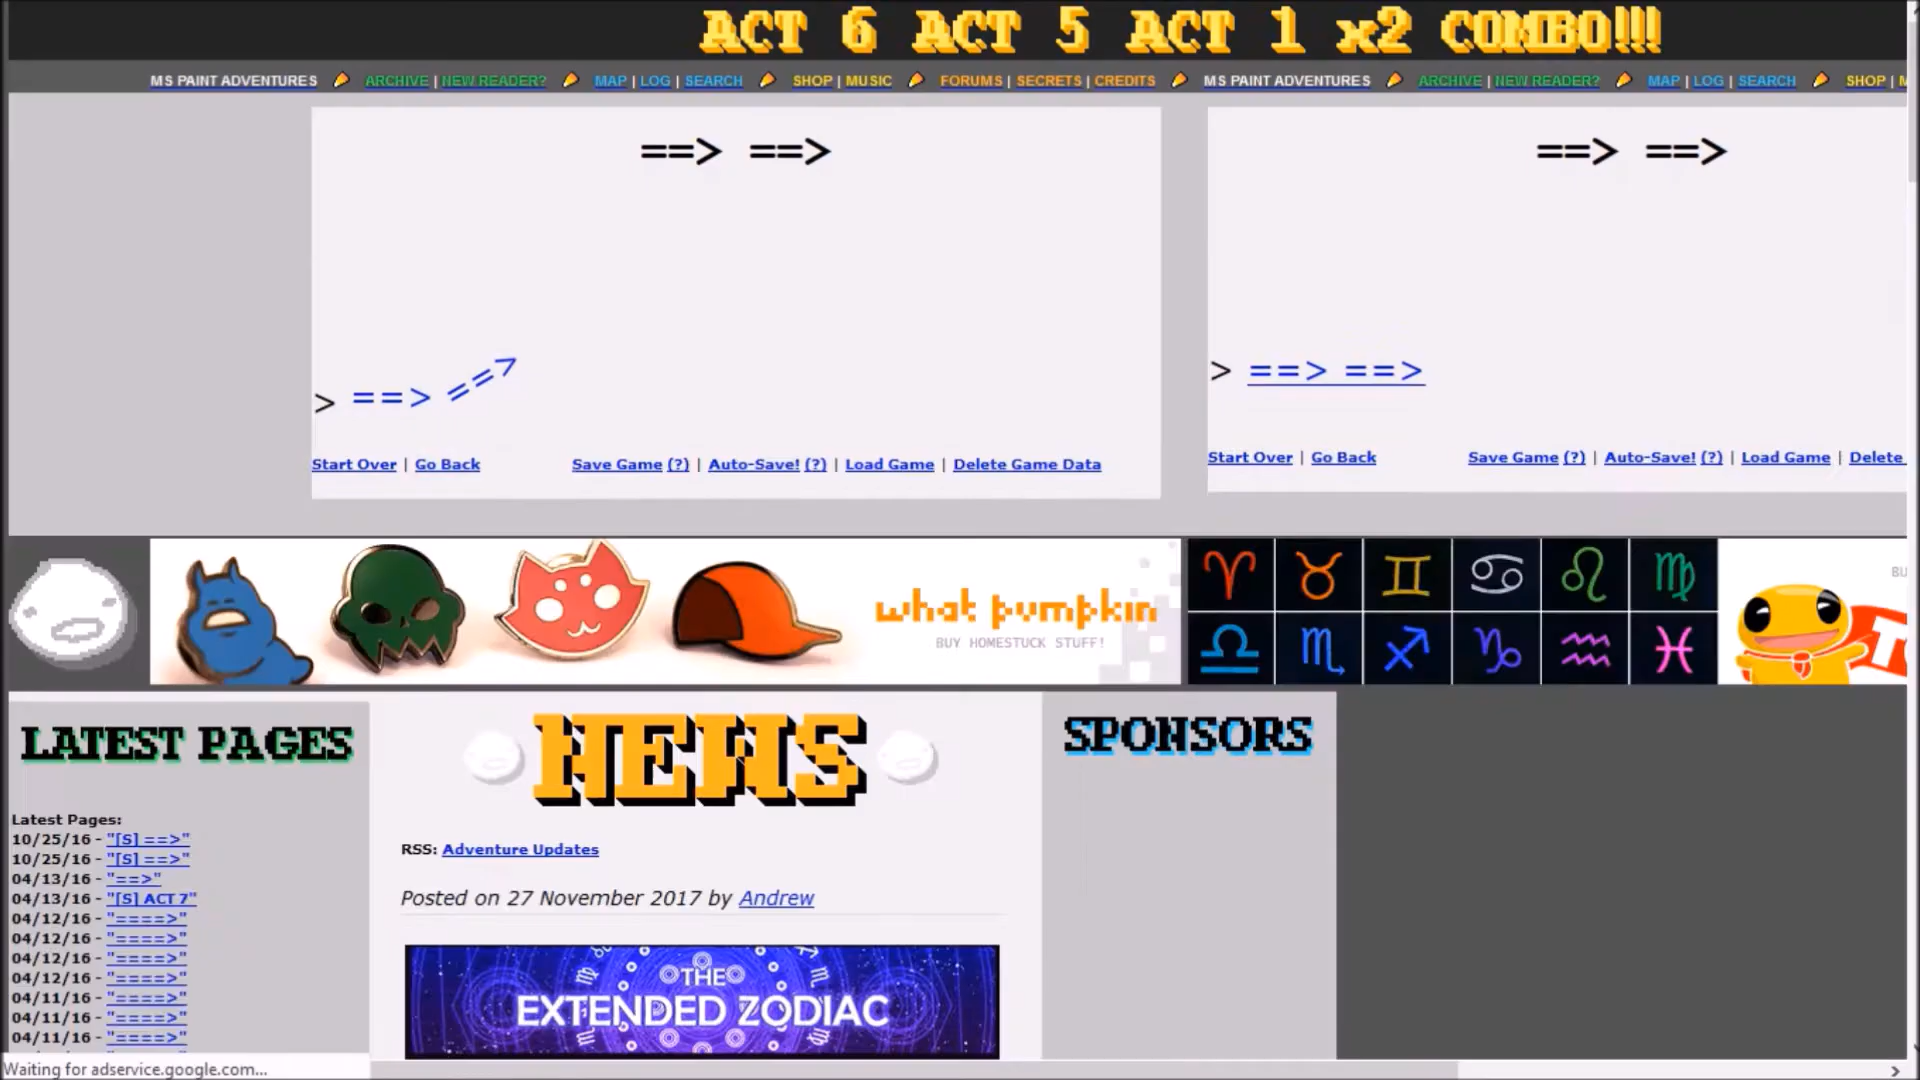 ACT 6 ACT 5 ACT 1 x2 COMBO!!!
MS PAINT ADVENTURES ARCHIVE | NEW READER? MAP | LOG | SEARCH SHOP | MUSIC FORUMS | SECRETS | CREDITS MS PAINT ADVENTURES ARCHIVE | NEW READER? MAP | LOG | SEARCH SHOP |
==> ==>
> ==> ==>
Start Over | Go Back Save Game (?) | Auto-Save! (?) | Load Game | Delete Game Data
==> ==>
> ==> ==>
Start Over | Go Back Save Game (?) | Auto-Save! (?) | Load Game | Delete
what pumpkin
BUY HOMESTUCK STUFF!
LATEST PAGES
Latest Pages:
10/25/16 - "[S] ==>"
10/25/16 - "[S] ==>"
04/13/16 - "==>"
04/13/16 - "[S] ACT 7"
04/12/16 - "====>"
04/12/16 - "====>"
04/12/16 - "====>"
04/12/16 - "====>"
04/11/16 - "====>"
04/11/16 - "====>"
04/11/16 - "====>"
NEWS
RSS: Adventure Updates
Posted on 27 November 2017 by Andrew
THE
EXTENDED ZODIAC
SPONSORS
Waiting for adservice.google.com...